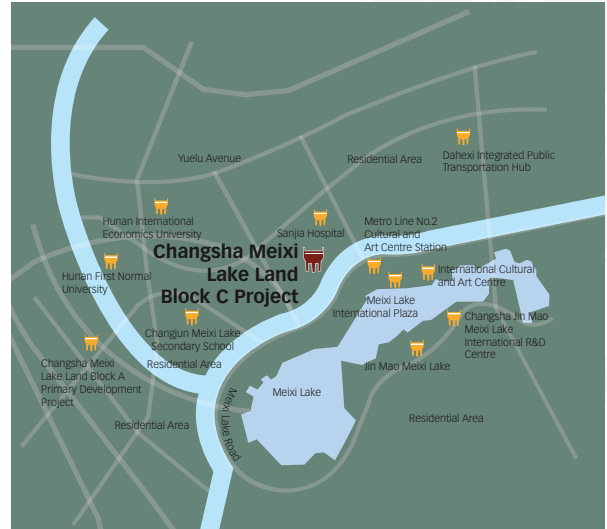 Yuelu Avenue
Residential Area
Dahexi Integrated Public
Transportation Hub
Hunan International
Economics University
Sanjia Hospital
Metro Line No.2
Cultural and
Art Centre Station
Changsha Meixi
Lake Land
Block C Project
Hunan First Normal
University
International Cultural
and Art Centre
Meixi Lake
International Plaza
Changsha Jin Mao
Meixi Lake
International R&D
Centre
Changjun Meixi Lake
Secondary School
Changsha Meixi
Lake Land Block A
Primary Development
Project
Residential Area
Jin Mao Meixi Lake
Meixi Lake
Meixi Lake Road
Residential Area
Residential Area